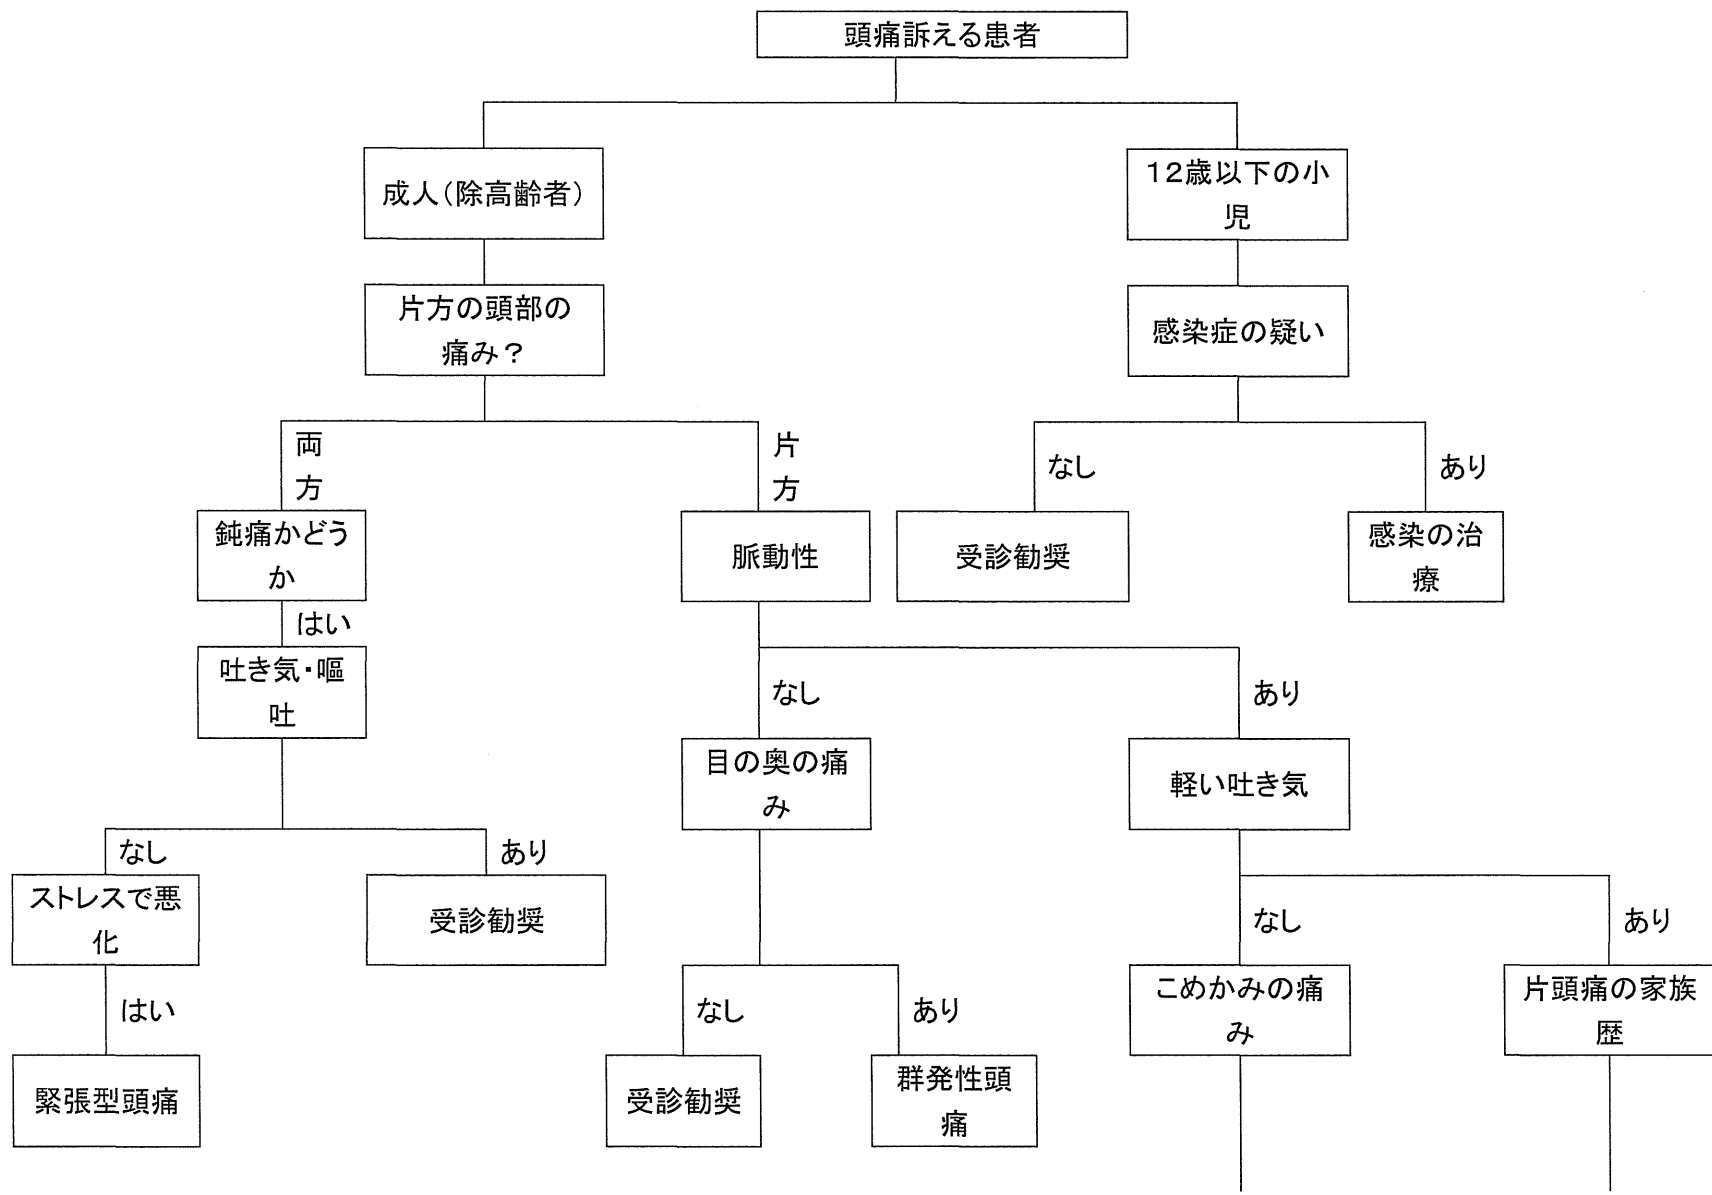 頭痛訴える患者
成人(除高齢者)
12歳以下の小
児
片方の頭部の
痛み?
感染症の疑い
両
方
片
方
なし
あり
鈍痛かどう
か
脈動性
受診勧奨
感染の治
療
はい
吐き気・嘔
吐
なし
あり
目の奥の痛
み
軽い吐き気
なし
あり
ストレスで悪
化
受診勧奨
なし
あり
こめかみの痛
み
片頭痛の家族
歴
はい
なし
あり
緊張型頭痛
受診勧奨
群発性頭
痛